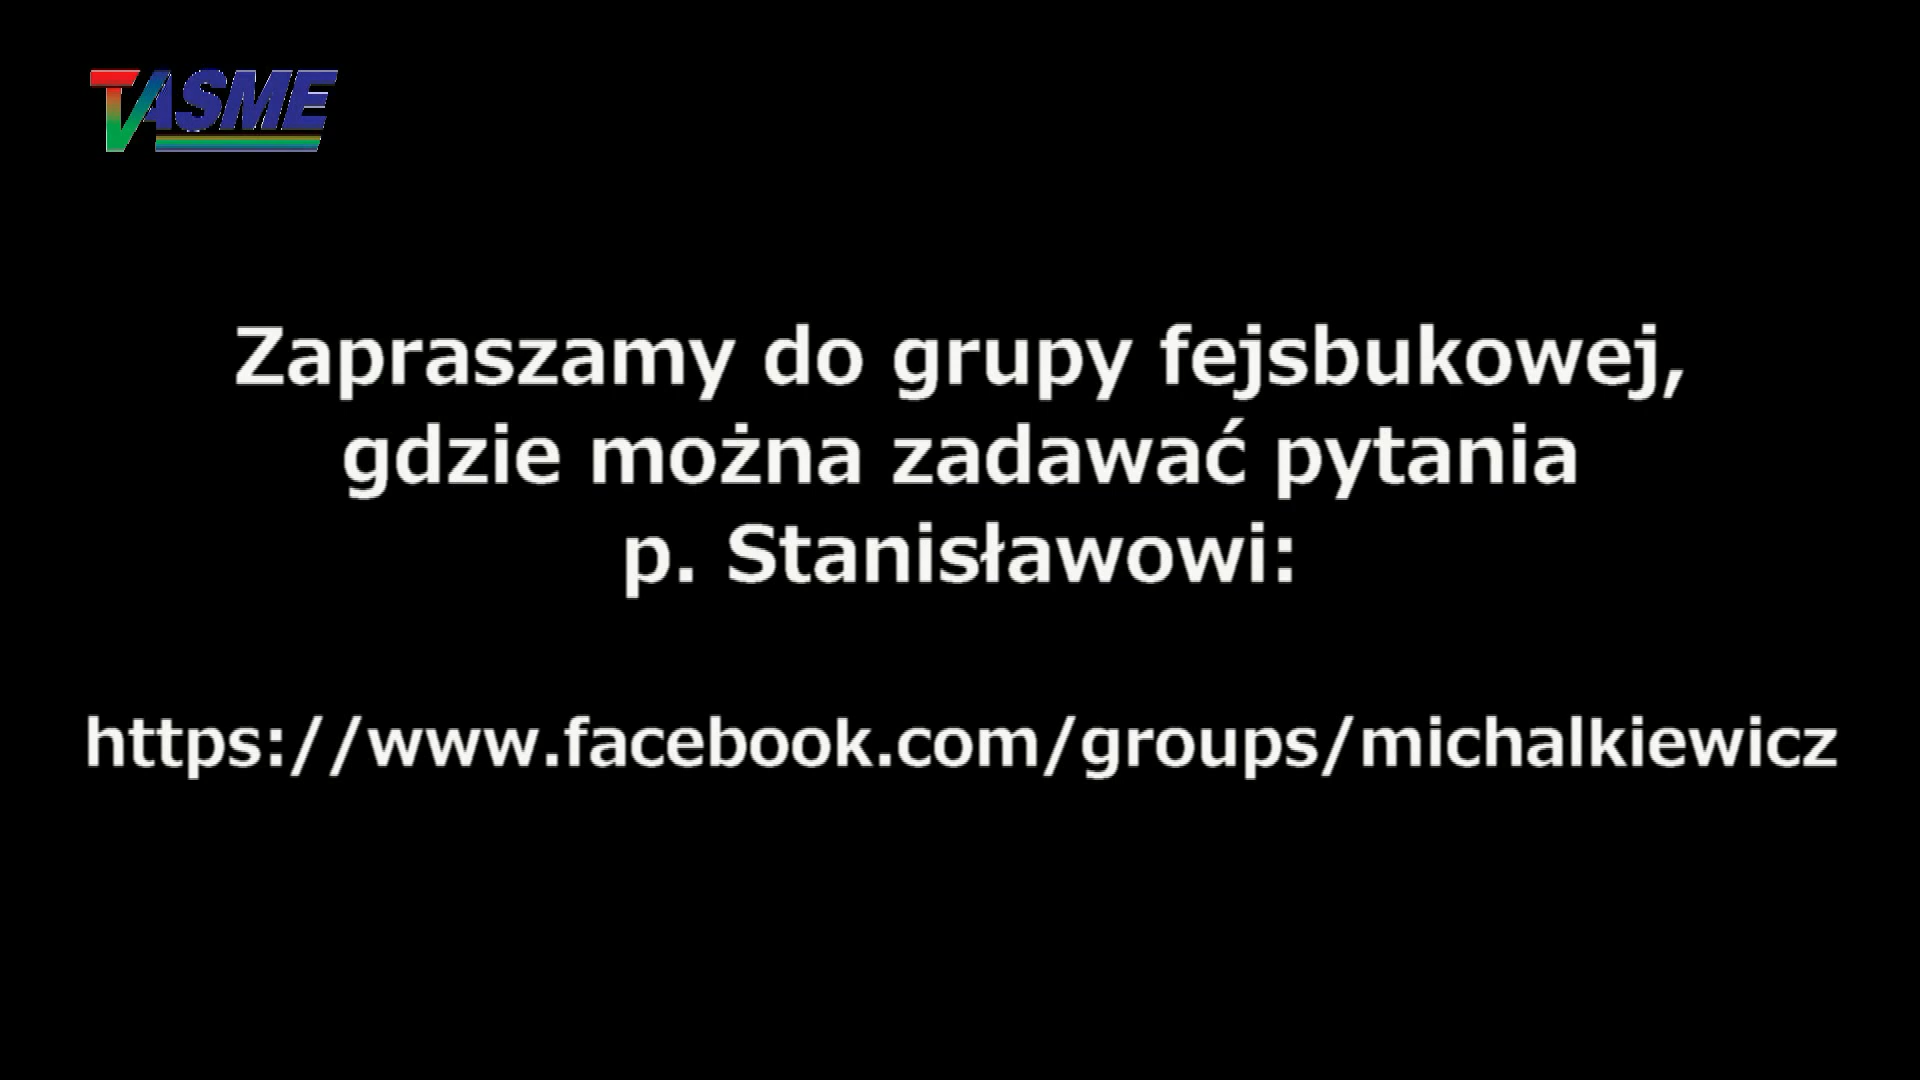 TVASME
Zapraszamy do grupy fejsbukowej,
gdzie można zadawać pytania
p. Stanisławowi:
https://www.facebook.com/groups/michalkiewicz